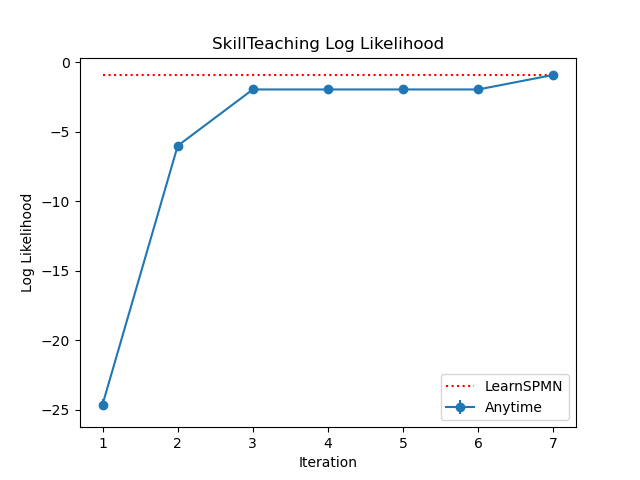 SkillTeaching Log Likelihood
0
−5
−10
−15
−20
−25
Log Likelihood
1 2 3 4 5 6 7
Iteration
LearnSPMN
Anytime